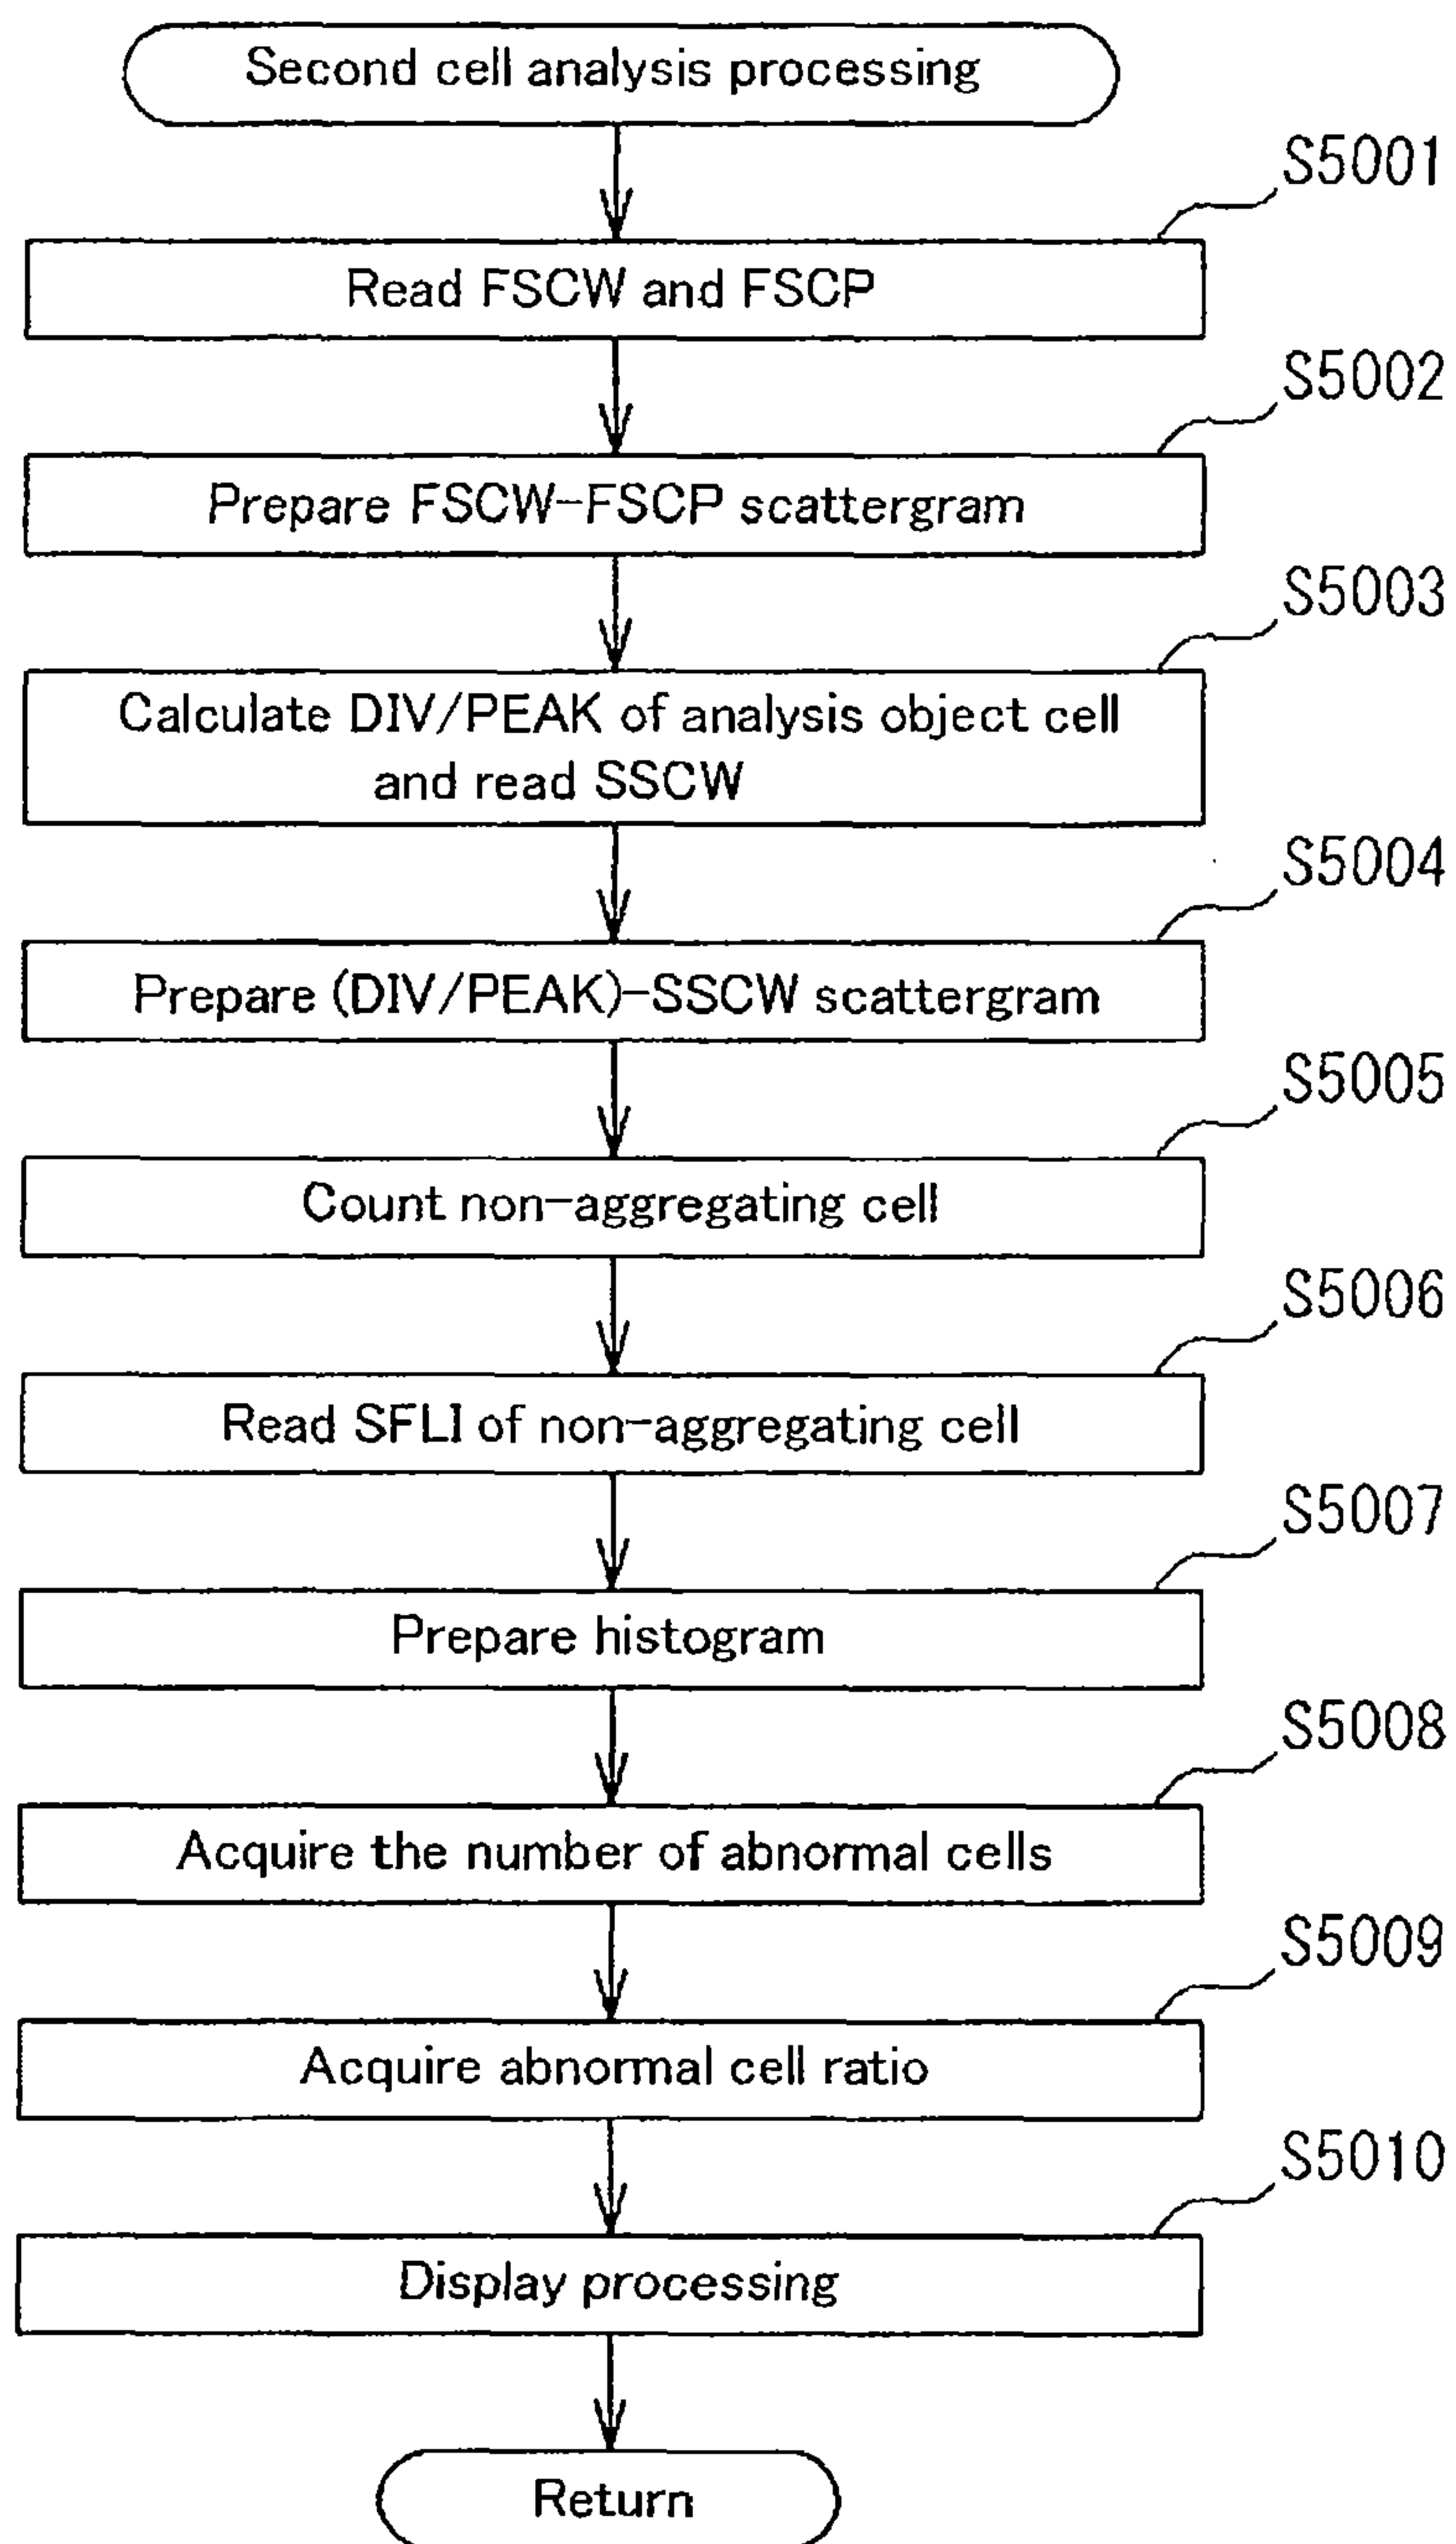 Second cell analysis processing
S5001
Read FSCW and FSCP
S5002
Prepare FSCW-FSCP scattergram
S5003
Calculate DIV/PEAK of analysis object cell
and read SSCW
S5004
Prepare (DIV/PEAK)-SSCW scattergram
S5005
Count non-aggregating cell
S5006
Read SFLI of non-aggregating cell
S5007
Prepare histogram
S5008
Acquire the number of abnormal cells
S5009
Acquire abnormal cell ratio
S5010
Display processing
Return